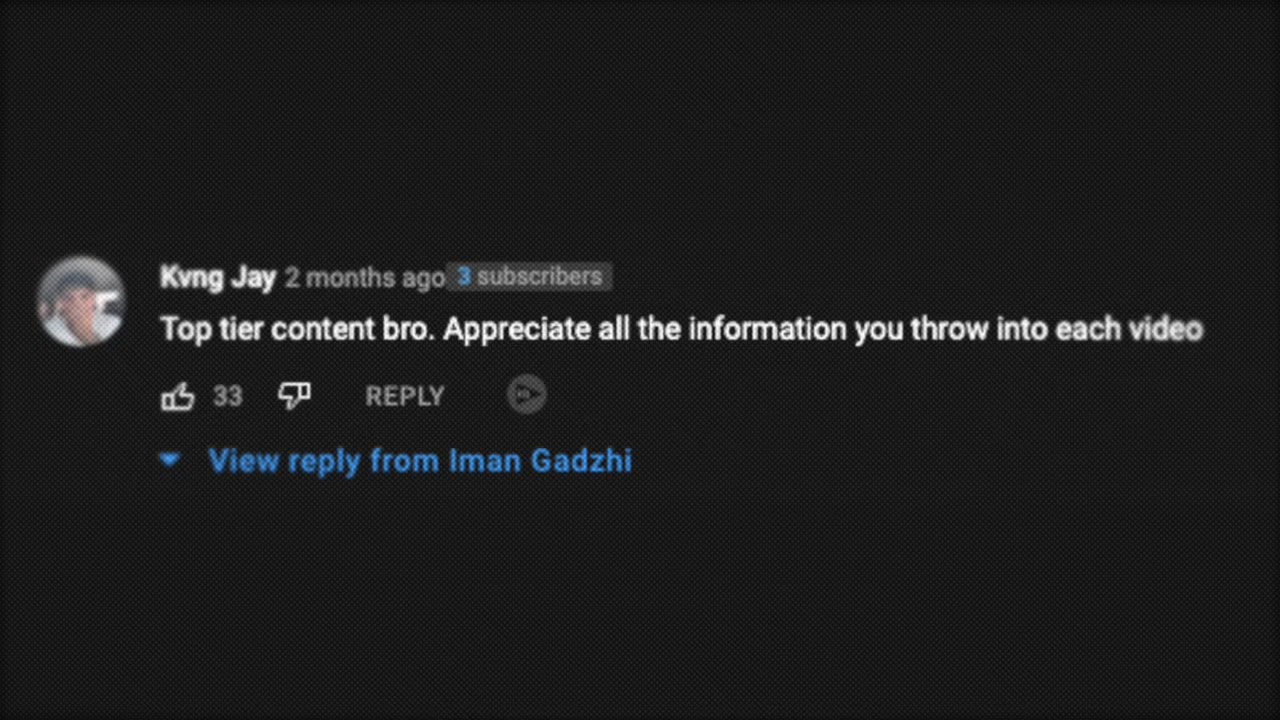 Kvng Jay 2 months ago 3 subscribers
Top tier content bro. Appreciate all the information you throw into each video
33 REPLY
View reply from Iman Gadzhi